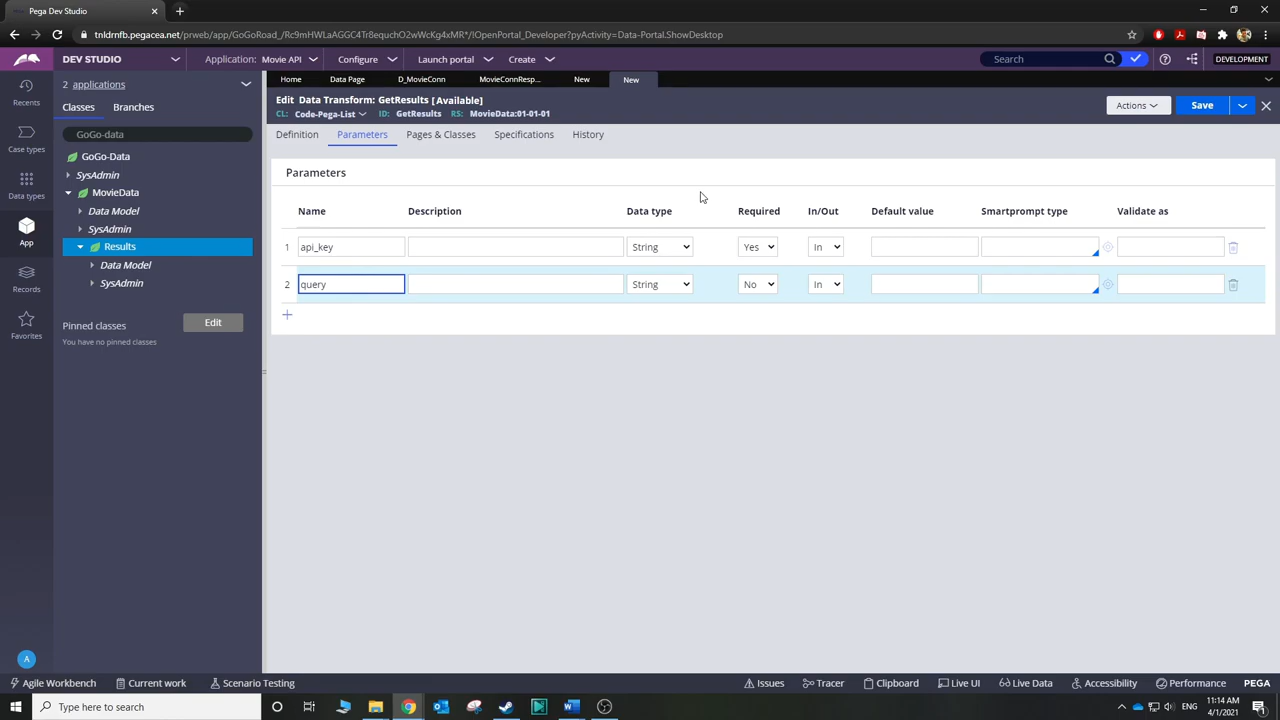 Pega Dev Studio
tnldrnfb.pegacea.net/prweb/app/GoGoRoad_/Rc9mHWLaAGGC4Tr8equchO2wWcKg4xMR*/!OpenPortal_Developer?pyActivity=Data-Portal.ShowDesktop
DEV STUDIO Application: Movie API Configure Launch portal Create Search DEVELOPMENT
2 applications
Home Data Page D_MovieConn MovieConnResp... New New
Recents
Classes Branches
Edit Data Transform: GetResults [Available]
CL: Code-Pega-List ID: GetResults RS: MovieData:01-01-01
Actions Save
GoGo-data
Definition Parameters Pages & Classes Specifications History
Case types
GoGo-Data
SysAdmin
MovieData
Data Model
SysAdmin
Results
Data Model
SysAdmin
Data types
App
Records
Favorites
Pinned classes Edit
You have no pinned classes
Parameters
Name Description Data type Required In/Out Default value Smartprompt type Validate as
1 api_key String Yes In
2 query String No In
A
Agile Workbench Current work Scenario Testing Issues Tracer Clipboard Live UI Live Data Accessibility Performance PEGA
Type here to search
ENG
11:14 AM
4/1/2021
1